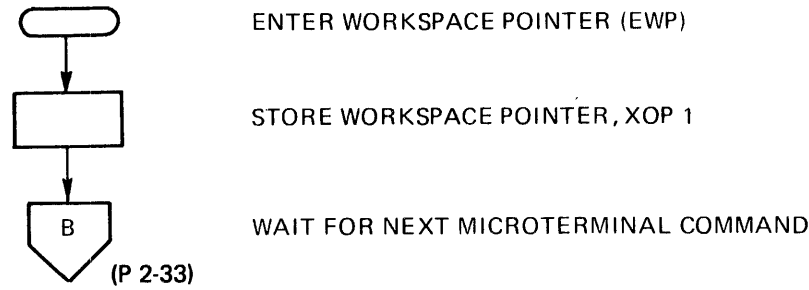 ENTER WORKSPACE POINTER (EWP)
STORE WORKSPACE POINTER, XOP 1
B
WAIT FOR NEXT MICROTERMINAL COMMAND
(P 2-33)